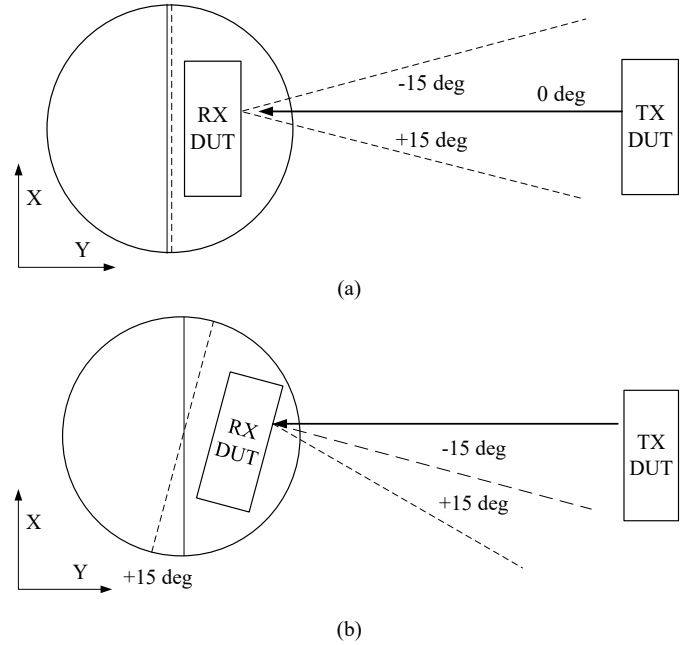 -15 deg
0 deg
RX
DUT
TX
DUT
+15 deg
X
Y
(a)
RX
DUT
TX
DUT
-15 deg
+15 deg
X
Y
+15 deg
(b)